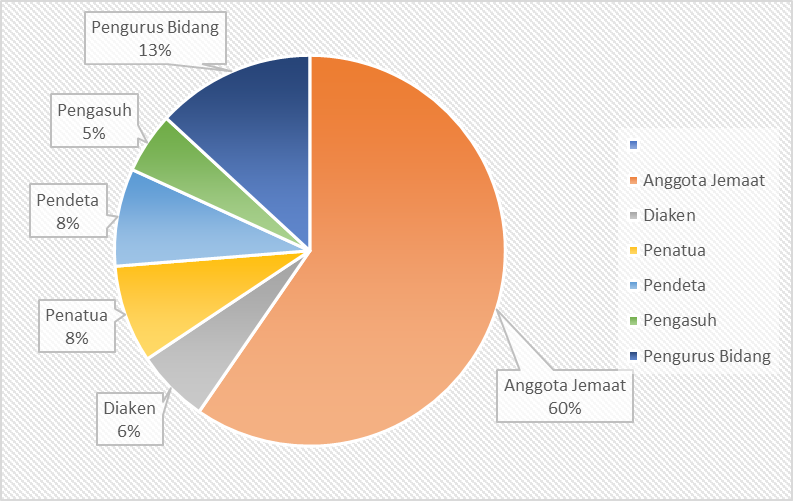 Pengurus Bidang
13%
Pengasuh
5%
Pendeta
8%
Penatua
8%
Diaken
6%
Anggota Jemaat
60%
Anggota Jemaat
Diaken
Penatua
Pendeta
Pengasuh
Pengurus Bidang